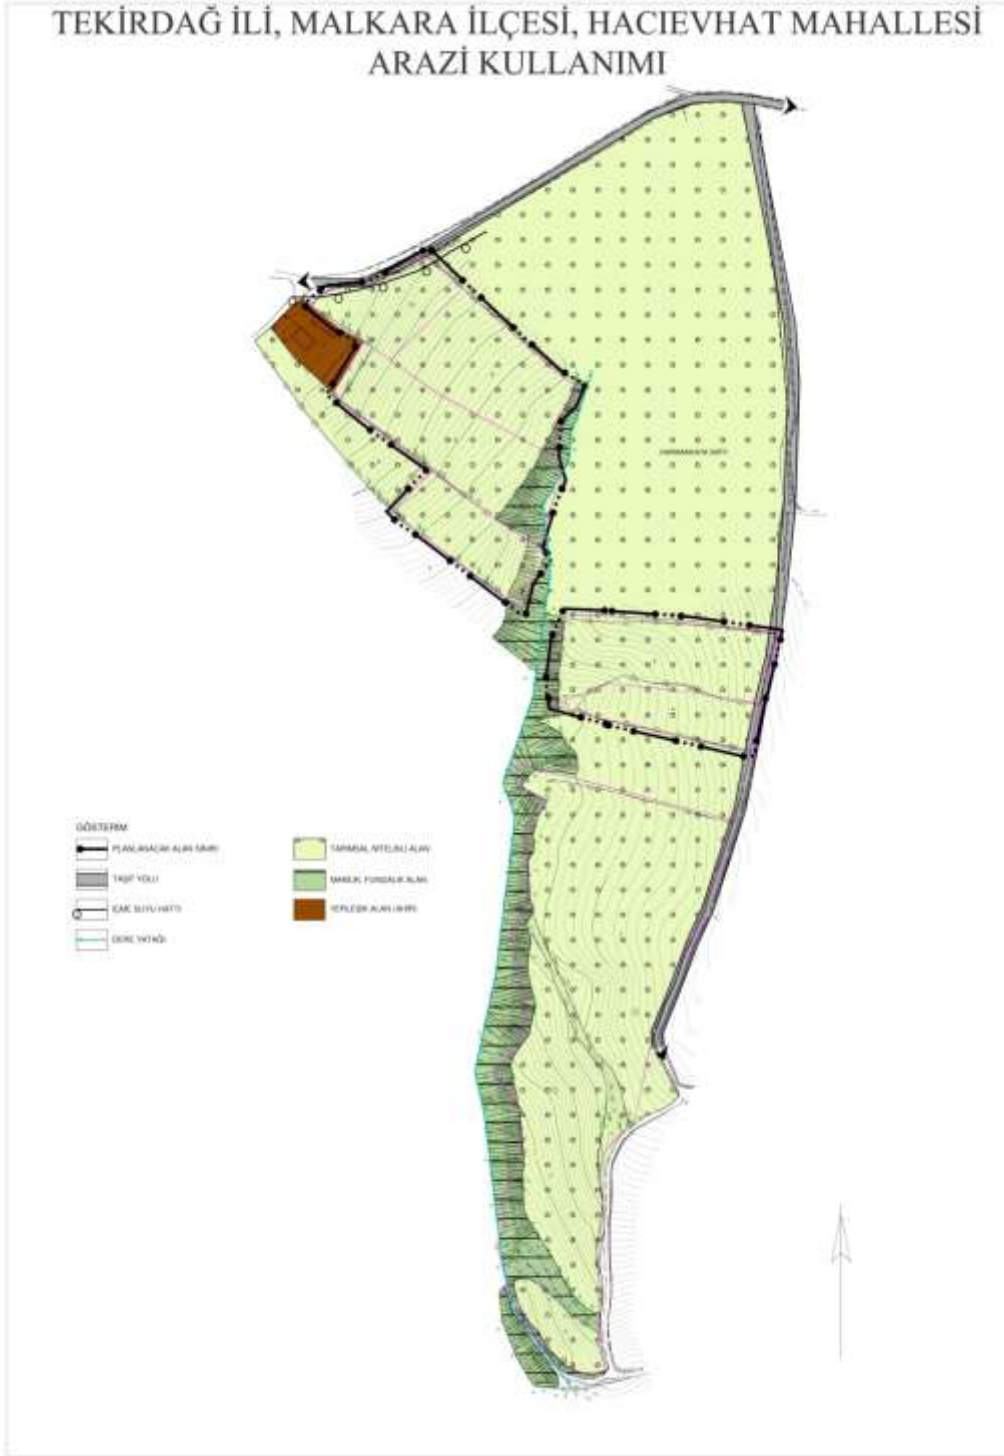 TEKİRDAĞ İLİ, MALKARA İLÇESİ, HACIEVHAT MAHALLESİ
ARAZİ KULLANIMI
GÖSTERİM
PLANLANACAK ALAN SINIRI
TAŞIT YOLU
İÇME SUYU HATTI
DERE YATAĞI
TARIMSAL NİTELİKLİ ALAN
MAKİLİK, FUNDALIK ALAN
YERLEŞİK ALAN (AHIR)